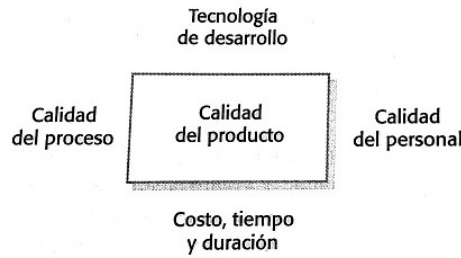 Tecnología
de desarrollo
Calidad
del proceso
Calidad
del producto
Calidad
del personal
Costo, tiempo
y duración